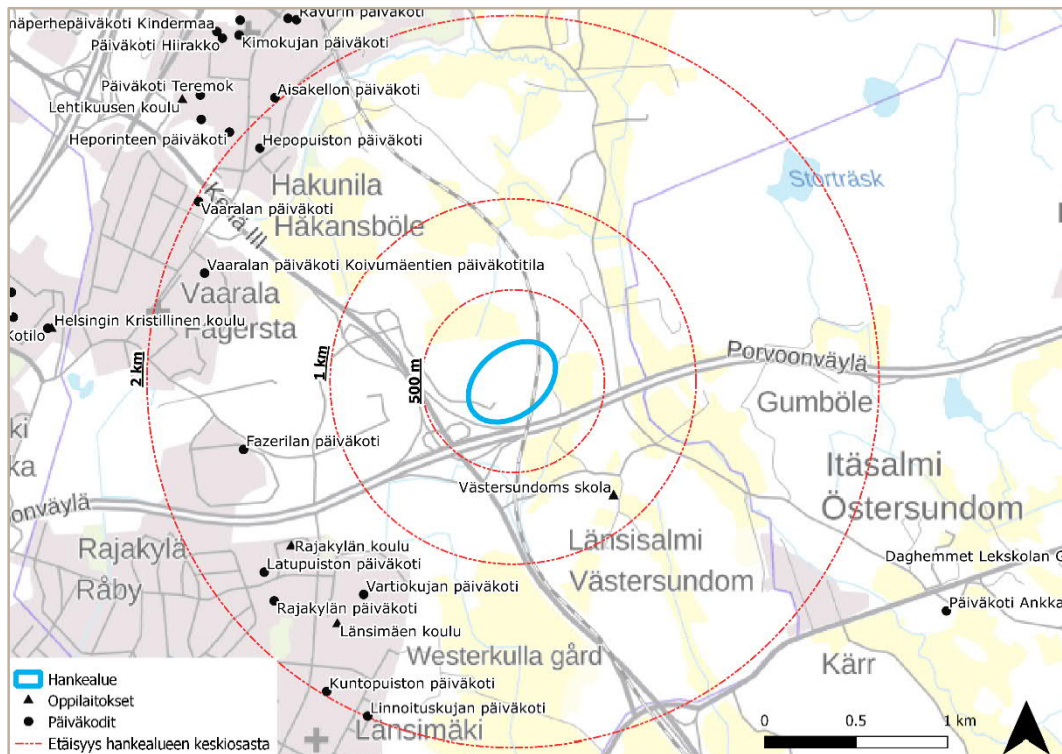 Ravurin päiväkoti
näperhepäiväkoti Kindermaa
Päiväkoti Hiirakko
Kimokujan päiväkoti
Päiväkoti Teremok
Lehtikuusen koulu
Aisakellon päiväkoti
Heporinteen päiväkoti
Hepopuiston päiväkoti
Hakunila
Håkansböle
Storträsk
Kehä III
Vaaralan päiväkoti
Vaaralan päiväkoti Koivumäentien päiväkotitila
Vaarala
Fagersta
Helsingin Kristillinen koulu
Kotilo
2 km
1 km
500 m
Porvoonväylä
Gumböle
ki
ka
Fazerilan päiväkoti
Itäsalmi
Östersundom
Västersundoms skola
onväylä
Rajakylä
Råby
Rajakylän koulu
Latupuiston päiväkoti
Länsisalmi
Västersundom
Daghemmet Lekskolan G
Vartiokujan päiväkoti
Rajakylän päiväkoti
Päiväkoti Ankka
Länsimäen koulu
Westerkulla gård
Kärr
Kuntopuiston päiväkoti
Linnoituskujan päiväkoti
Länsimäki
Hankealue
Oppilaitokset
Päiväkodit
Etäisyys hankealueen keskiosasta
0 0.5 1 km